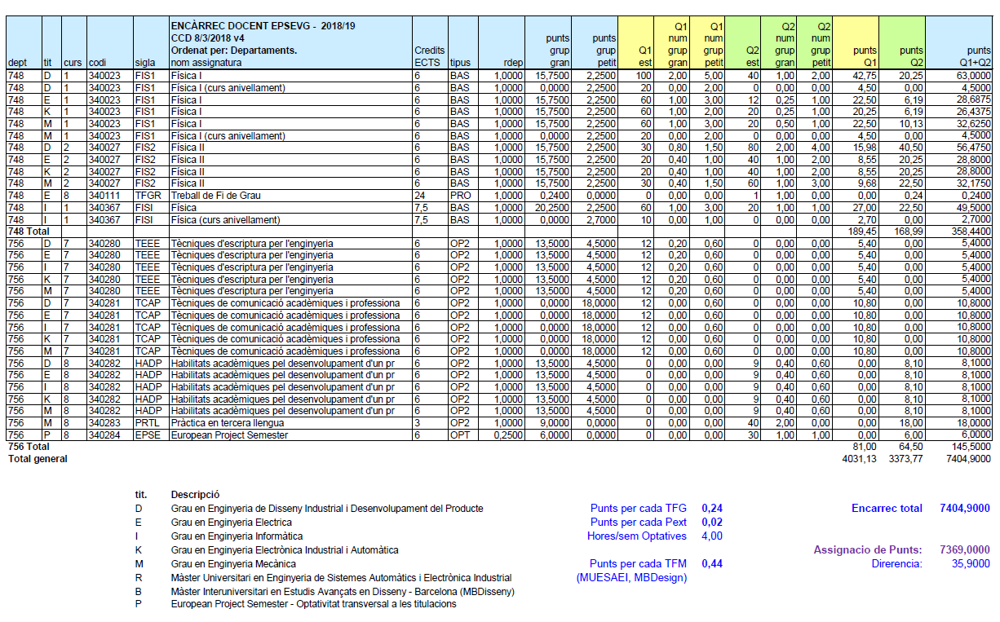 ENCÀRREC DOCENT EPSEVG - 2018/19
CCD 8/3/2018 v4
Ordenat per: Departaments.
dept tit curs codi sigla nom assignatura Credits ECTS tipus rdep punts grup gran punts grup petit Q1 est Q1 num grup gran Q1 num grup petit Q2 est Q2 num grup gran Q2 num grup petit punts Q1 punts Q2 punts Q1+Q2
748 D 1 340023 FIS1 Física I 6 BAS 1,0000 15,7500 2,2500 100 2,00 5,00 40 1,00 2,00 42,75 20,25 63,0000
748 D 1 340023 FIS1 Física I (curs anivellament) 6 BAS 1,0000 0,0000 2,2500 20 0,00 2,00 0 0,00 0,00 4,50 0,00 4,5000
748 E 1 340023 FIS1 Física I 6 BAS 1,0000 15,7500 2,2500 60 1,00 3,00 12 0,25 1,00 22,50 6,19 28,6875
748 K 1 340023 FIS1 Física I 6 BAS 1,0000 15,7500 2,2500 60 1,00 2,00 20 0,25 1,00 20,25 6,19 26,4375
748 M 1 340023 FIS1 Física I 6 BAS 1,0000 15,7500 2,2500 60 1,00 3,00 20 0,50 1,00 22,50 10,13 32,6250
748 M 1 340023 FIS1 Física I (curs anivellament) 6 BAS 1,0000 0,0000 2,2500 20 0,00 2,00 0 0,00 0,00 4,50 0,00 4,5000
748 D 2 340027 FIS2 Física II 6 BAS 1,0000 15,7500 2,2500 30 0,80 1,50 80 2,00 4,00 15,98 40,50 56,4750
748 E 2 340027 FIS2 Física II 6 BAS 1,0000 15,7500 2,2500 20 0,40 1,00 40 1,00 2,00 8,55 20,25 28,8000
748 K 2 340027 FIS2 Física II 6 BAS 1,0000 15,7500 2,2500 20 0,40 1,00 40 1,00 2,00 8,55 20,25 28,8000
748 M 2 340027 FIS2 Física II 6 BAS 1,0000 15,7500 2,2500 30 0,40 1,50 60 1,00 3,00 9,68 22,50 32,1750
748 E 8 340111 TFGR Treball de Fi de Grau 24 PRO 1,0000 0,2400 0,0000 0 0,00 0,00 1 1,00 0,00 0,00 0,24 0,2400
748 I 1 340367 FISI Física 7,5 BAS 1,0000 20,2500 2,7000 60 1,00 3,00 20 1,00 1,00 27,00 22,50 49,5000
748 I 1 340367 FISI Física (curs anivellament) 7,5 BAS 1,0000 0,0000 2,7000 10 0,00 1,00 0 0,00 0,00 2,70 0,00 2,7000
748 Total 189,45 168,99 358,4400
756 D 7 340280 TEEE Tècniques d'escriptura per l'enginyeria 6 OP2 1,0000 13,5000 4,5000 12 0,20 0,60 0 0,00 0,00 5,40 0,00 5,4000
756 E 7 340280 TEEE Tècniques d'escriptura per l'enginyeria 6 OP2 1,0000 13,5000 4,5000 12 0,20 0,60 0 0,00 0,00 5,40 0,00 5,4000
756 I 7 340280 TEEE Tècniques d'escriptura per l'enginyeria 6 OP2 1,0000 13,5000 4,5000 12 0,20 0,60 0 0,00 0,00 5,40 0,00 5,4000
756 K 7 340280 TEEE Tècniques d'escriptura per l'enginyeria 6 OP2 1,0000 13,5000 4,5000 12 0,20 0,60 0 0,00 0,00 5,40 0,00 5,4000
756 M 7 340280 TEEE Tècniques d'escriptura per l'enginyeria 6 OP2 1,0000 13,5000 4,5000 12 0,20 0,60 0 0,00 0,00 5,40 0,00 5,4000
756 D 7 340281 TCAP Tècniques de comunicació acadèmiques i professiona 6 OP2 1,0000 0,0000 18,0000 12 0,00 0,60 0 0,00 0,00 10,80 0,00 10,8000
756 E 7 340281 TCAP Tècniques de comunicació acadèmiques i professiona 6 OP2 1,0000 0,0000 18,0000 12 0,00 0,60 0 0,00 0,00 10,80 0,00 10,8000
756 I 7 340281 TCAP Tècniques de comunicació acadèmiques i professiona 6 OP2 1,0000 0,0000 18,0000 12 0,00 0,60 0 0,00 0,00 10,80 0,00 10,8000
756 K 7 340281 TCAP Tècniques de comunicació acadèmiques i professiona 6 OP2 1,0000 0,0000 18,0000 12 0,00 0,60 0 0,00 0,00 10,80 0,00 10,8000
756 M 7 340281 TCAP Tècniques de comunicació acadèmiques i professiona 6 OP2 1,0000 0,0000 18,0000 12 0,00 0,60 0 0,00 0,00 10,80 0,00 10,8000
756 D 8 340282 HADP Habilitats acadèmiques pel desenvolupament d'un pr 6 OP2 1,0000 13,5000 4,5000 0 0,00 0,00 9 0,40 0,60 0,00 8,10 8,1000
756 E 8 340282 HADP Habilitats acadèmiques pel desenvolupament d'un pr 6 OP2 1,0000 13,5000 4,5000 0 0,00 0,00 9 0,40 0,60 0,00 8,10 8,1000
756 I 8 340282 HADP Habilitats acadèmiques pel desenvolupament d'un pr 6 OP2 1,0000 13,5000 4,5000 0 0,00 0,00 9 0,40 0,60 0,00 8,10 8,1000
756 K 8 340282 HADP Habilitats acadèmiques pel desenvolupament d'un pr 6 OP2 1,0000 13,5000 4,5000 0 0,00 0,00 9 0,40 0,60 0,00 8,10 8,1000
756 M 8 340282 HADP Habilitats acadèmiques pel desenvolupament d'un pr 6 OP2 1,0000 13,5000 4,5000 0 0,00 0,00 9 0,40 0,60 0,00 8,10 8,1000
756 M 8 340283 PRTL Pràctica en tercera llengua 3 OP2 1,0000 9,0000 0,0000 0 0,00 0,00 40 2,00 0,00 0,00 18,00 18,0000
756 P 8 340284 EPSE European Project Semester 6 OPT 0,2500 6,0000 0,0000 0 0,00 0,00 30 1,00 1,00 0,00 6,00 6,0000
756 Total 81,00 64,50 145,5000
Total general 4031,13 3373,77 7404,9000
tit. Descripció
D Grau en Enginyeria de Disseny Industrial i Desenvolupament del Producte Punts per cada TFG 0,24 Encarrec total 7404,9000
E Grau en Enginyeria Electrica Punts per cada Pext 0,02
I Grau en Enginyeria Informàtica Hores/sem Optatives 4,00
K Grau en Enginyeria Electrònica Industrial i Automàtica Assignacio de Punts: 7369,0000
M Grau en Enginyeria Mecànica Punts per cada TFM 0,44 Direrencia: 35,9000
R Màster Universitari en Enginyeria de Sistemes Automàtics i Electrònica Industrial (MUESAEI, MBDesign)
B Màster Interuniversitari en Estudis Avançats en Disseny - Barcelona (MBDisseny)
P European Project Semester - Optativitat transversal a les titulacions